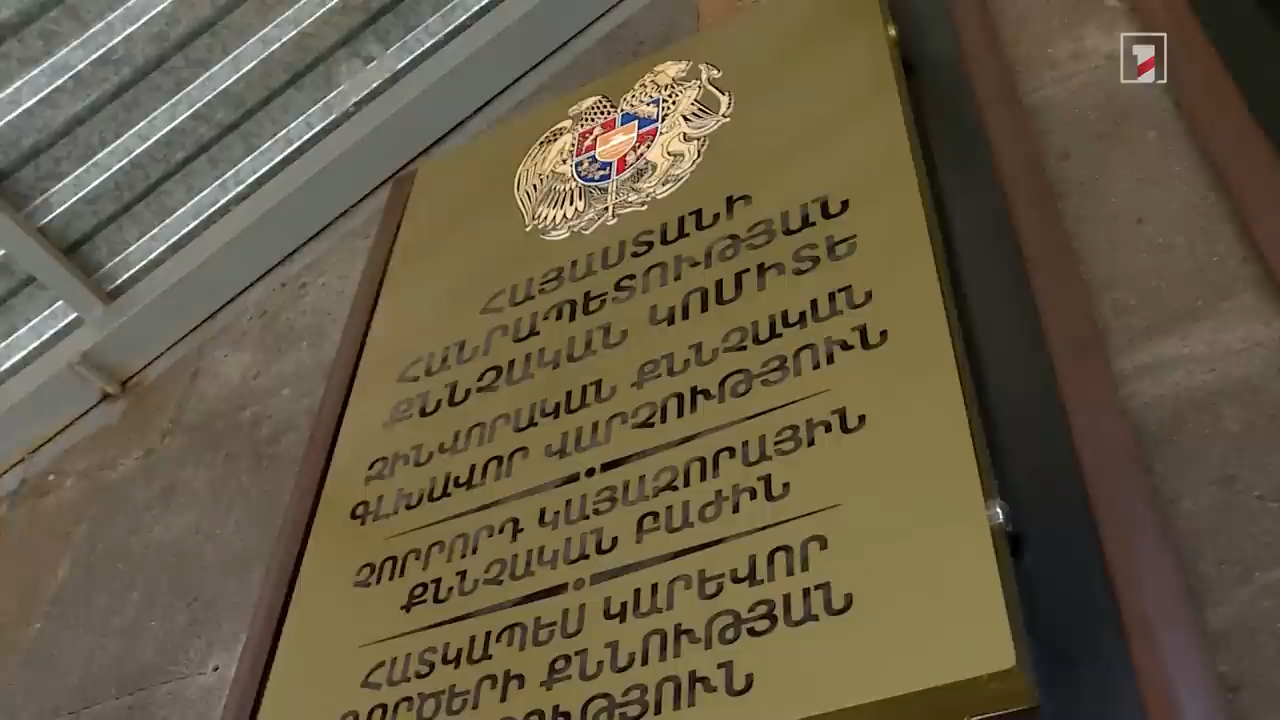 ՀԱՅԱՍՏԱՆԻ
ՀԱՆՐԱՊԵՏՈՒԹՅԱՆ
ՔՆՆՉԱԿԱՆ ԿՈՄԻՏԵ
ԶԻՆՎՈՐԱԿԱՆ ՔՆՆՉԱԿԱՆ
ԳԼԽԱՎՈՐ ՎԱՐՉՈՒԹՅՈՒՆ
ՉՈՐՐՈՐԴ ԿԱՅԱԶՈՐԱՅԻՆ
ՔՆՆՉԱԿԱՆ ԲԱԺԻՆ
ՀԱՏԿԱՊԵՍ ԿԱՐԵՎՈՐ
ԳՈՐԾԵՐԻ ՔՆՆՈՒԹՅԱՆ